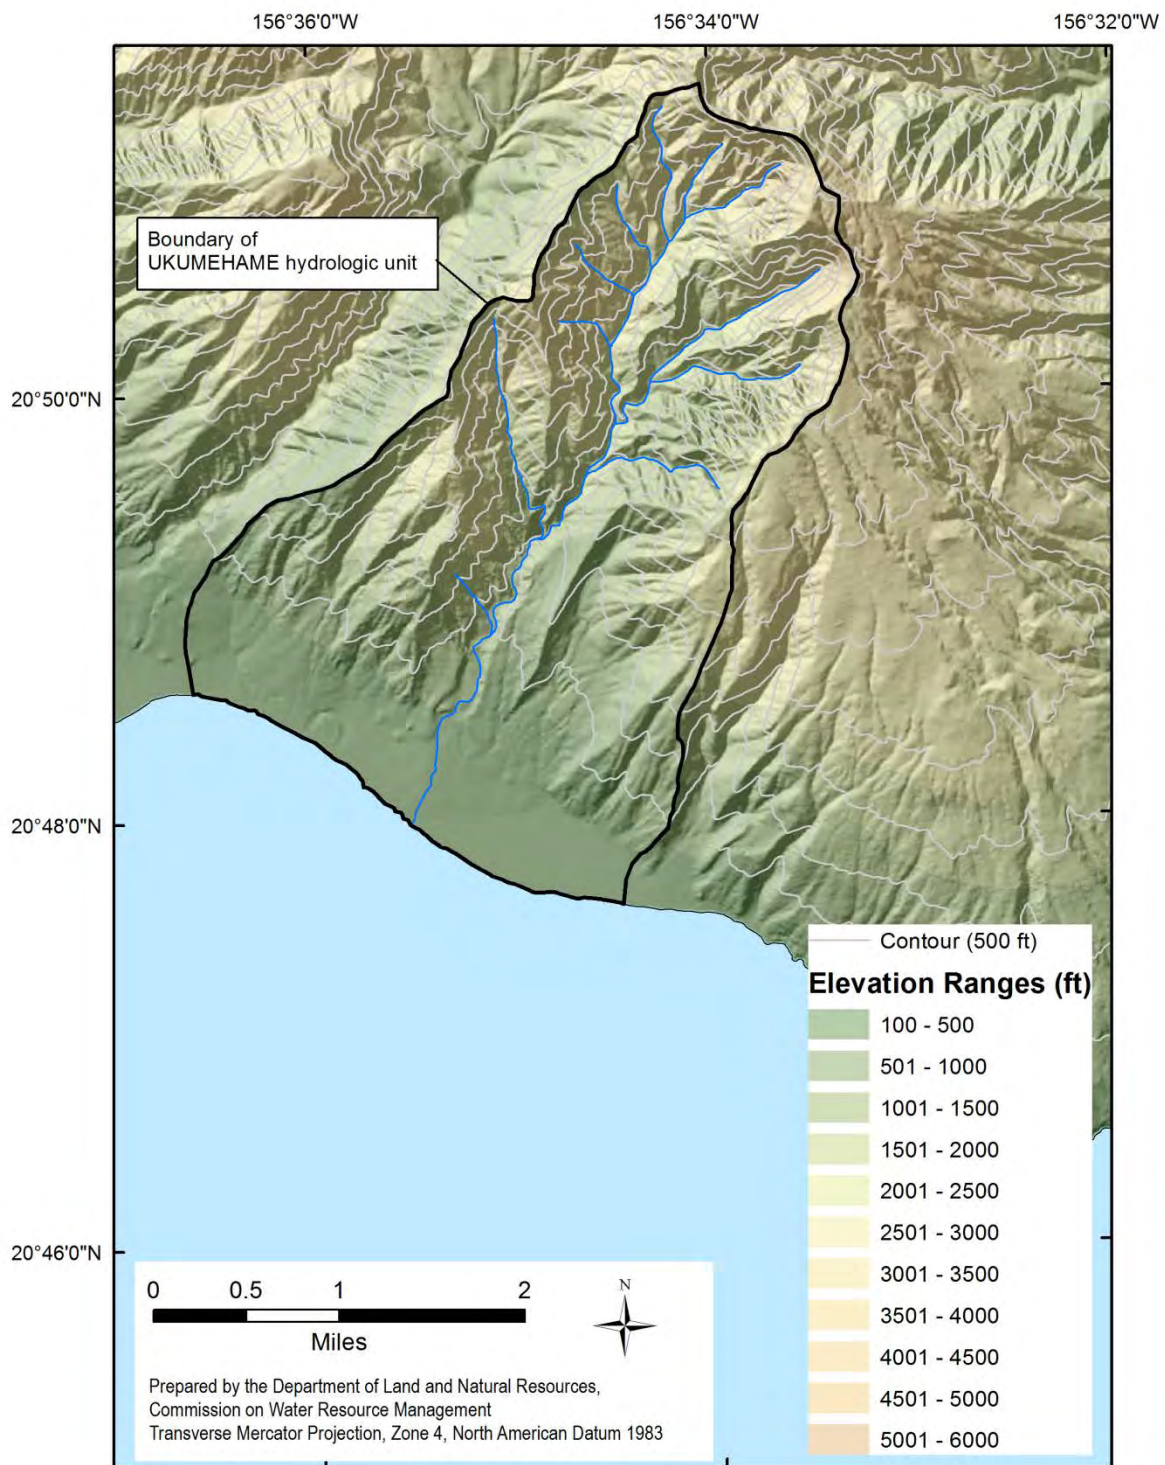 156°36'0"W
156°34'0"W
156°32'0"W
Boundary of
UKUMEHAME hydrologic unit
20°50'0"N
20°48'0"N
Contour (500 ft)
Elevation Ranges (ft)
100 - 500
501 - 1000
1001 - 1500
1501 - 2000
2001 - 2500
2501 - 3000
3001 - 3500
3501 - 4000
4001 - 4500
4501 - 5000
5001 - 6000
20°46'0"N
0 0.5 1 2
Miles
N
Prepared by the Department of Land and Natural Resources,
Commission on Water Resource Management
Transverse Mercator Projection, Zone 4, North American Datum 1983